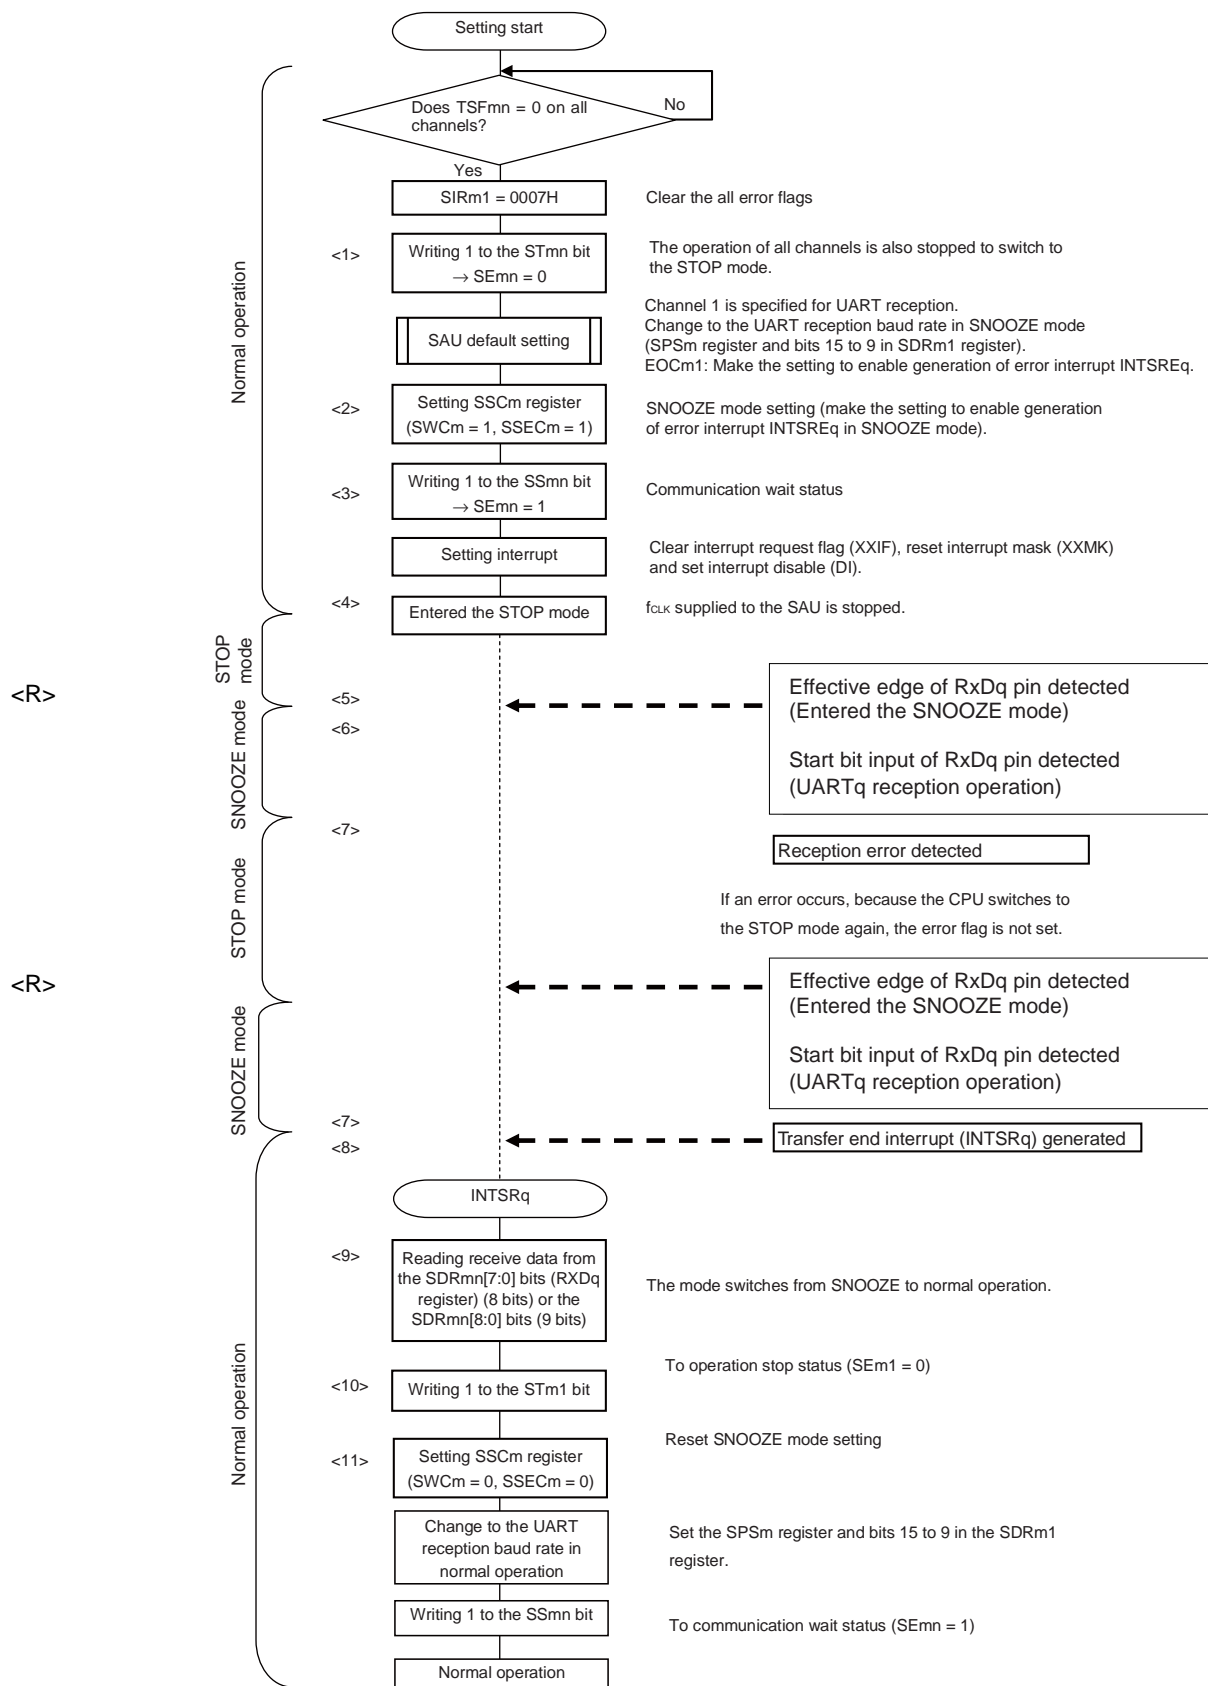 Setting start
Does TSFmn = 0 on all
channels?
No
Yes
SIRm1 = 0007H
Clear the all error flags
<1>
Writing 1 to the STmn bit
→ SEmn = 0
The operation of all channels is also stopped to switch to
the STOP mode.
SAU default setting
Channel 1 is specified for UART reception.
Change to the UART reception baud rate in SNOOZE mode
(SPSm register and bits 15 to 9 in SDRm1 register).
EOCm1: Make the setting to enable generation of error interrupt INTSREq.
<2>
Setting SSCm register
(SWCm = 1, SSECm = 1)
SNOOZE mode setting (make the setting to enable generation
of error interrupt INTSREq in SNOOZE mode).
<3>
Writing 1 to the SSmn bit
→ SEmn = 1
Communication wait status
Setting interrupt
Clear interrupt request flag (XXIF), reset interrupt mask (XXMK)
and set interrupt disable (DI).
<4>
Entered the STOP mode
fCLK supplied to the SAU is stopped.
Normal operation
STOP
mode
<R>
<5>
<6>
Effective edge of RxDq pin detected
(Entered the SNOOZE mode)
Start bit input of RxDq pin detected
(UARTq reception operation)
SNOOZE mode
<7>
Reception error detected
If an error occurs, because the CPU switches to
the STOP mode again, the error flag is not set.
STOP mode
<R>
Effective edge of RxDq pin detected
(Entered the SNOOZE mode)
Start bit input of RxDq pin detected
(UARTq reception operation)
SNOOZE mode
<7>
<8>
Transfer end interrupt (INTSRq) generated
INTSRq
<9>
Reading receive data from
the SDRmn[7:0] bits (RXDq
register) (8 bits) or the
SDRmn[8:0] bits (9 bits)
The mode switches from SNOOZE to normal operation.
To operation stop status (SEm1 = 0)
<10>
Writing 1 to the STm1 bit
Reset SNOOZE mode setting
<11>
Setting SSCm register
(SWCm = 0, SSECm = 0)
Change to the UART
reception baud rate in
normal operation
Set the SPSm register and bits 15 to 9 in the SDRm1
register.
Writing 1 to the SSmn bit
To communication wait status (SEmn = 1)
Normal operation
Normal operation